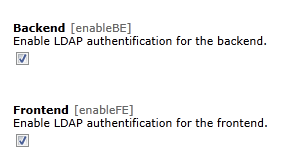 Backend [enableBE]
Enable LDAP authentification for the backend.
Frontend [enableFE]
Enable LDAP authentification for the frontend.